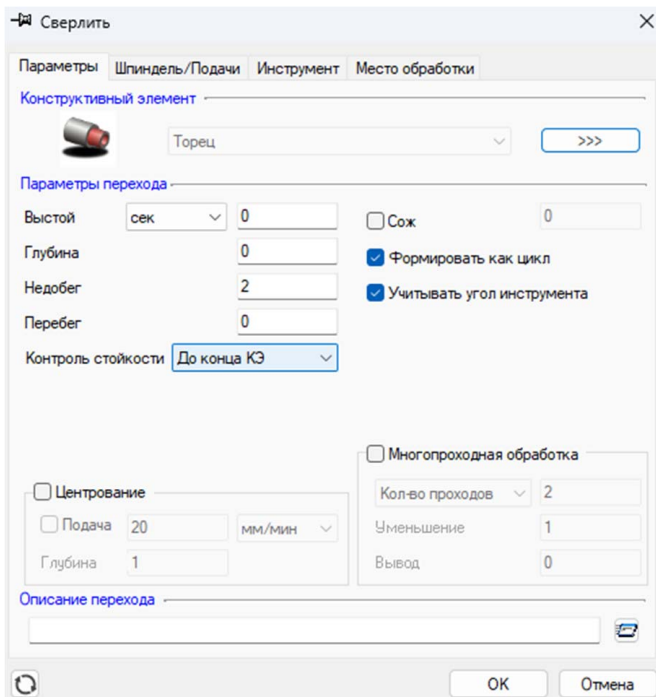 Сверлить
Параметры Шпиндель/Подачи Инструмент Место обработки
Конструктивный элемент
Торец >>>
Параметры перехода
Выстой сек 0 Сож 0
Глубина 0 Формировать как цикл
Недобег 2 Учитывать угол инструмента
Перебег 0
Контроль стойкости До конца КЭ
Многопроходная обработка
Центрование Кол-во проходов 2
Подача 20 мм/мин Уменьшение 1
Глубина 1 Вывод 0
Описание перехода
ОК Отмена